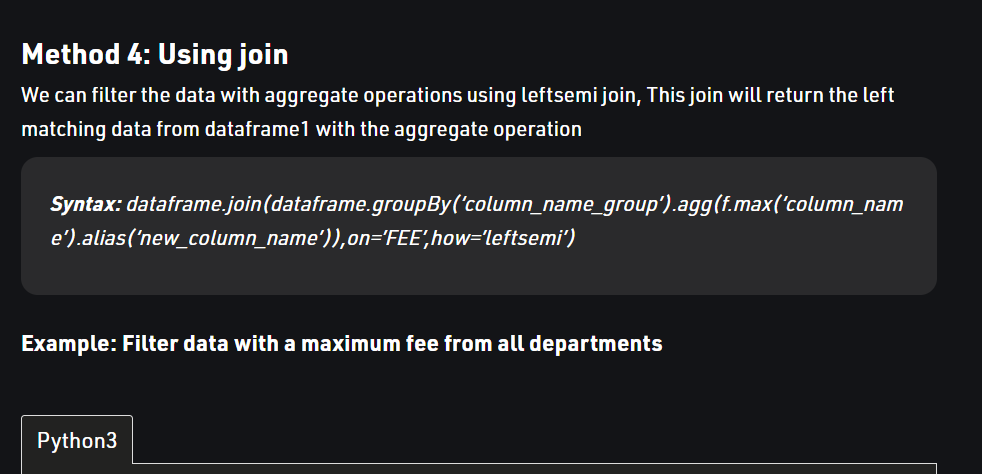 Method 4: Using join
We can filter the data with aggregate operations using leftsemi join, This join will return the left
matching data from dataframe1 with the aggregate operation
Syntax: dataframe.join(dataframe.groupBy(‘column_name_group’).agg(f.max(‘column_nam
e’).alias(‘new_column_name’)),on=’FEE’,how=’leftsemi’)
Example: Filter data with a maximum fee from all departments
Python3